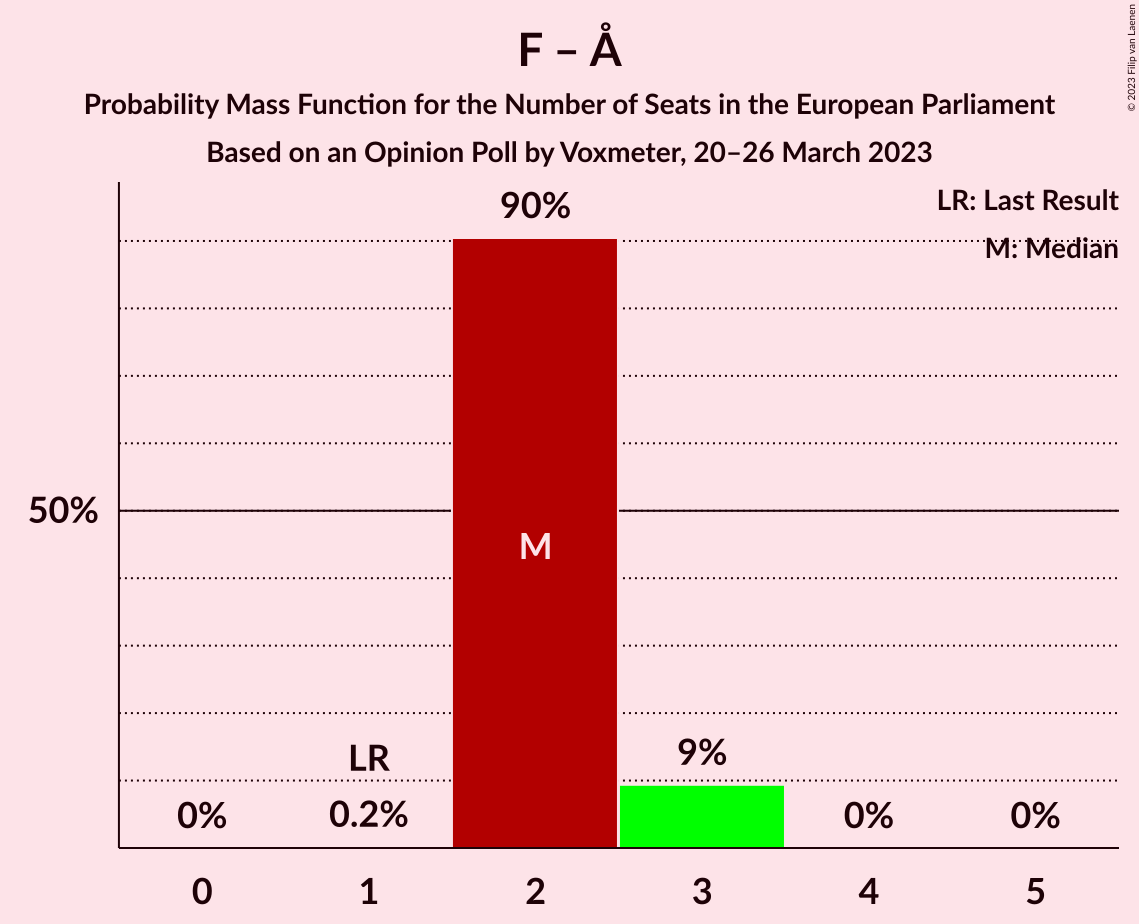 F – Å
Probability Mass Function for the Number of Seats in the European Parliament
Based on an Opinion Poll by Voxmeter, 20–26 March 2023
© 2023 Filip van Laenen
LR: Last Result
M: Median
90%
50%
M
LR
9%
0%
0.2%
0%
0%
0 1 2 3 4 5